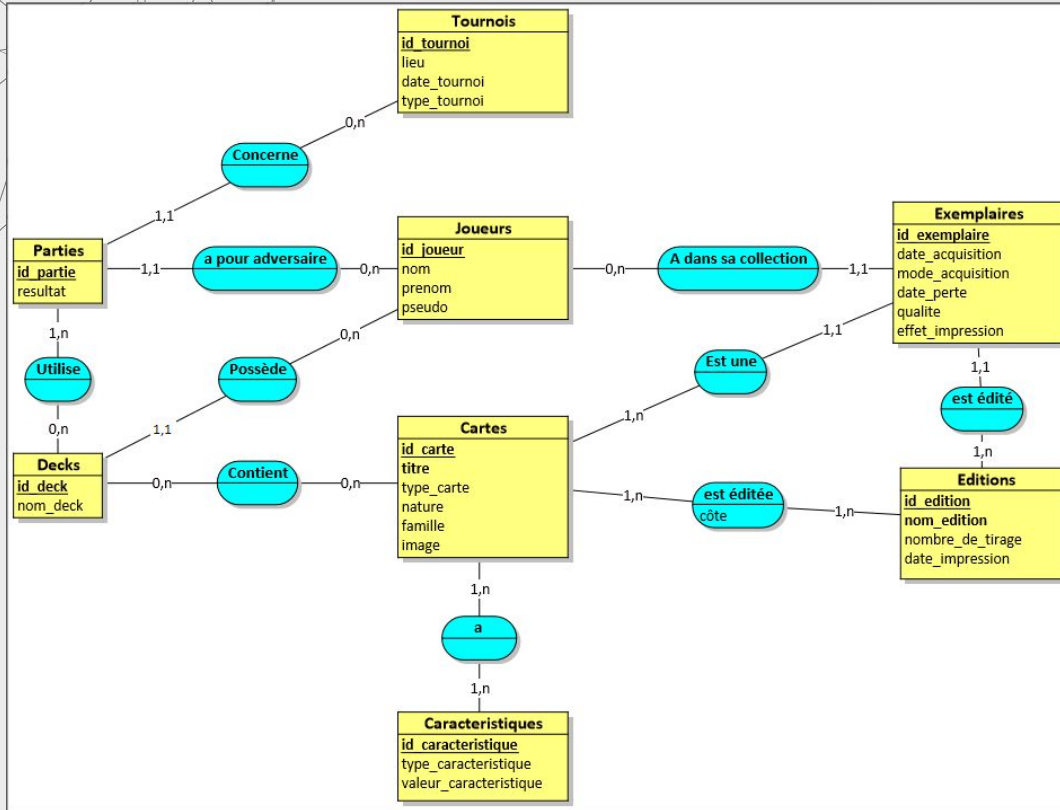 Tournois
id_tournoi
lieu
date_tournoi
type_tournoi
0,n
Concerne
1,1
Parties
id_partie
resultat
1,1
a pour adversaire
0,n
Joueurs
id_joueur
nom
prenom
pseudo
0,n
A dans sa collection
1,1
Exemplaires
id_exemplaire
date_acquisition
mode_acquisition
date_perte
qualite
effet_impression
1,n
Utilise
0,n
0,n
Possède
1,1
1,1
Est une
1,n
1,1
est édité
1,n
Decks
id_deck
nom_deck
0,n
Contient
0,n
Cartes
id_carte
titre
type_carte
nature
famille
image
1,n
est éditée
côte
1,n
Editions
id_edition
nom_edition
nombre_de_tirage
date_impression
1,n
a
1,n
Caracteristiques
id_caracteristique
type_caracteristique
valeur_caracteristique